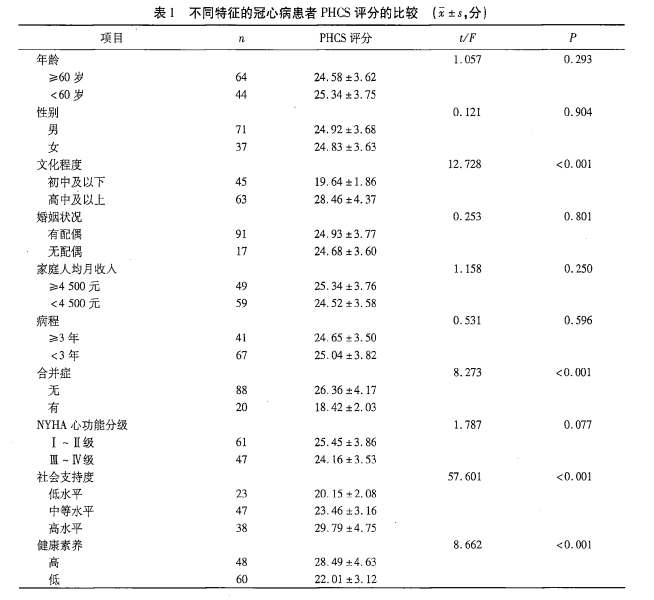 表1 不同特征的冠心病患者 PHCS 评分的比较 (x̄ ±s,分)
项目 n PHCS 评分 t/F P
年龄 1.057 0.293
≥60 岁 64 24.58 ±3.62
<60 岁 44 25.34 ±3.75
性别 0.121 0.904
男 71 24.92 ±3.68
女 37 24.83 ±3.63
文化程度 12.728 <0.001
初中及以下 45 19.64 ±1.86
高中及以上 63 28.46 ±4.37
婚姻状况 0.253 0.801
有配偶 91 24.93 ±3.77
无配偶 17 24.68 ±3.60
家庭人均月收入 1.158 0.250
≥4 500 元 49 25.34 ±3.76
<4 500 元 59 24.52 ±3.58
病程 0.531 0.596
≥3 年 41 24.65 ±3.50
<3 年 67 25.04 ±3.82
合并症 8.273 <0.001
无 88 26.36 ±4.17
有 20 18.42 ±2.03
NYHA 心功能分级 1.787 0.077
Ⅰ ~ Ⅱ级 61 25.45 ±3.86
Ⅲ ~ Ⅳ级 47 24.16 ±3.53
社会支持度 57.601 <0.001
低水平 23 20.15 ±2.08
中等水平 47 23.46 ±3.16
高水平 38 29.79 ±4.75
健康素养 8.662 <0.001
高 48 28.49 ±4.63
低 60 22.01 ±3.12